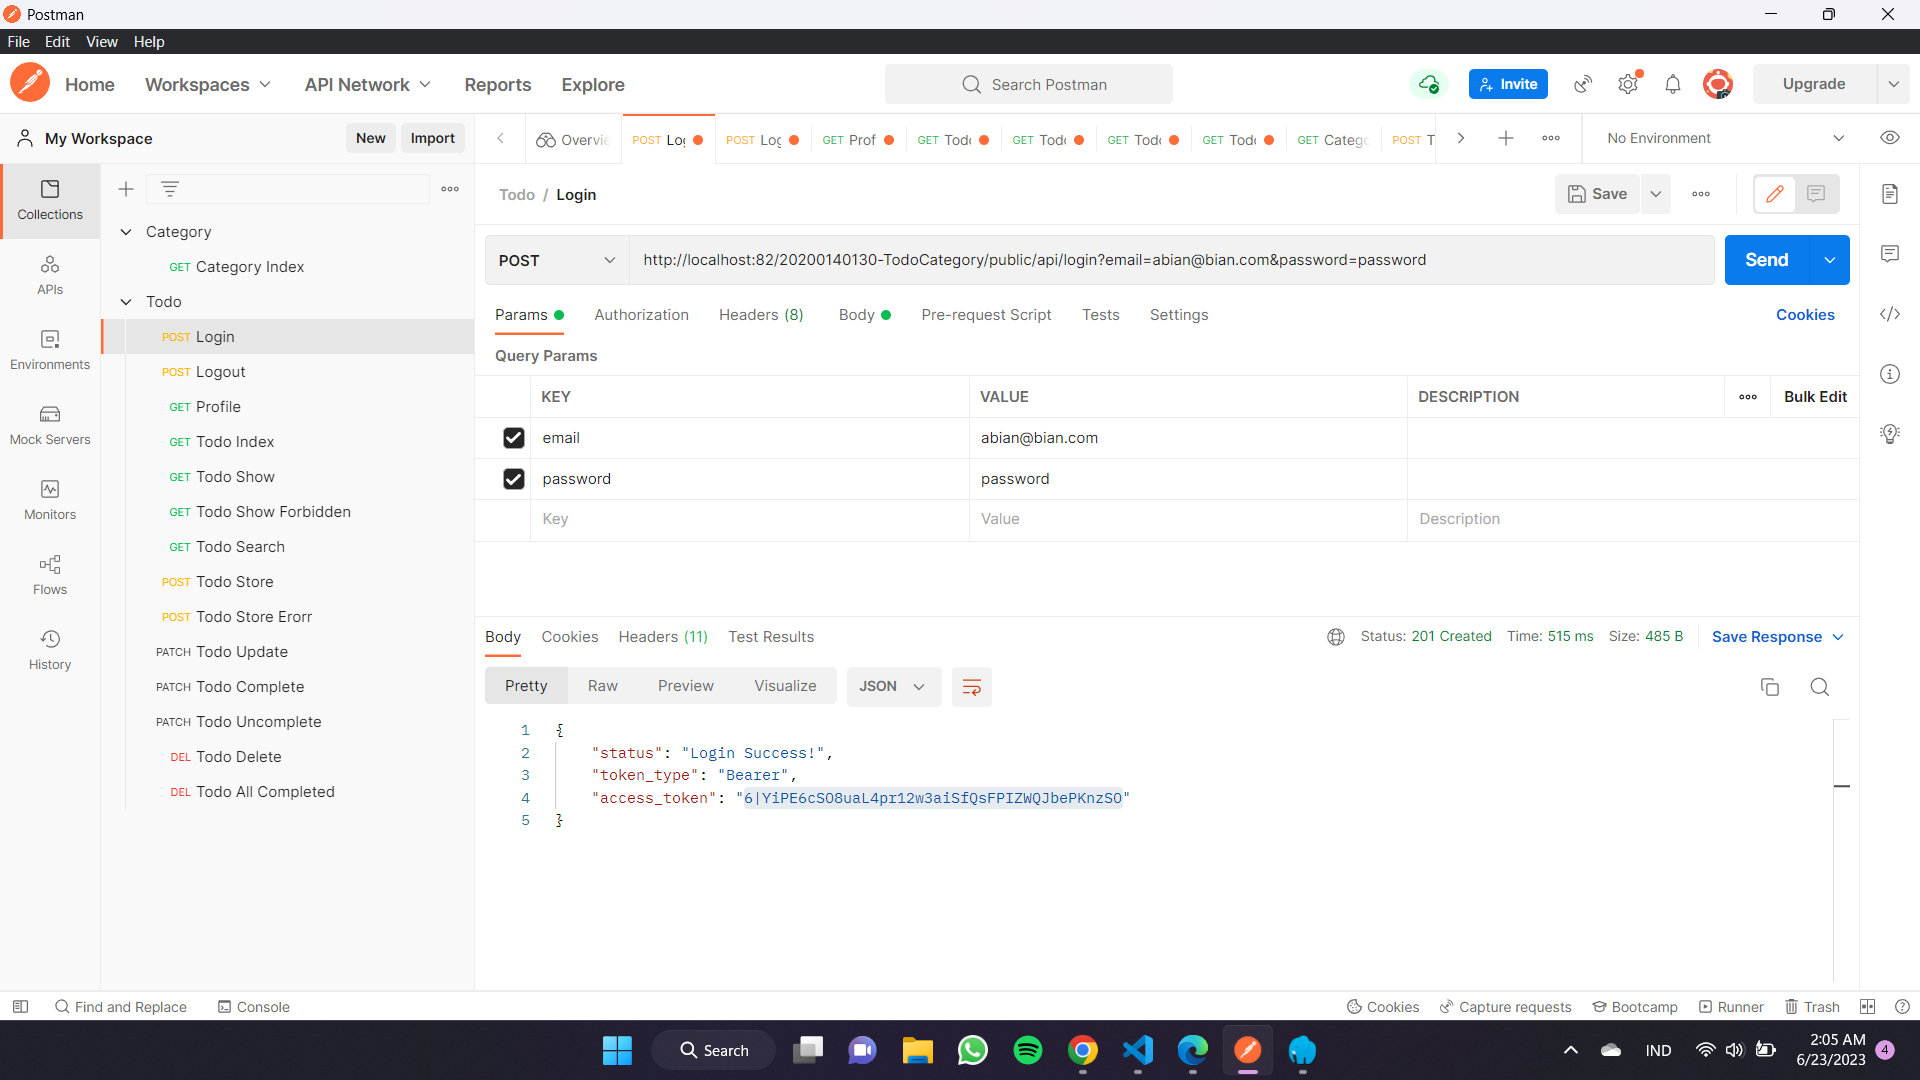 Postman
File Edit View Help
Home Workspaces API Network Reports Explore Search Postman Invite Upgrade
My Workspace New Import
Overvie POST Log POST Log GET Prof GET Todo GET Todo GET Todo GET Todo GET Catego POST T No Environment
Collections
APIs
Environments
Mock Servers
Monitors
Flows
History
Category
GET Category Index
Todo
POST Login
POST Logout
GET Profile
GET Todo Index
GET Todo Show
GET Todo Show Forbidden
GET Todo Search
POST Todo Store
POST Todo Store Erorr
PATCH Todo Update
PATCH Todo Complete
PATCH Todo Uncomplete
DEL Todo Delete
DEL Todo All Completed
Todo / Login Save
POST http://localhost:82/20200140130-TodoCategory/public/api/login?email=abian@bian.com&password=password Send
Params Authorization Headers (8) Body Pre-request Script Tests Settings Cookies
Query Params
KEY VALUE DESCRIPTION Bulk Edit
email abian@bian.com
password password
Key Value Description
Body Cookies Headers (11) Test Results Status: 201 Created Time: 515 ms Size: 485 B Save Response
Pretty Raw Preview Visualize JSON
1 {
2 "status": "Login Success!",
3 "token_type": "Bearer",
4 "access_token": "6|YiPE6cSO8uaL4pr12w3aiSfQsFPIZWQJbePKnzSO"
5 }
Find and Replace Console Cookies Capture requests Bootcamp Runner Trash
Search IND 2:05 AM
6/23/2023 4